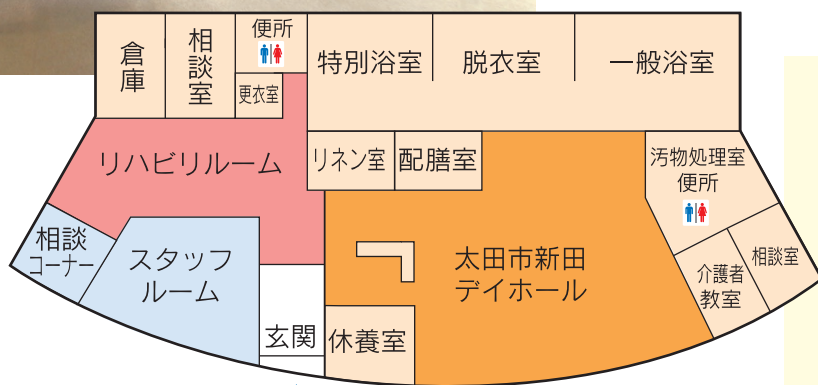 倉庫
相談室
便所
更衣室
特別浴室
脱衣室
一般浴室
リハビリルーム
リネン室
配膳室
汚物処理室
便所
相談
コーナー
スタッフ
ルーム
太田市新田
デイホール
介護者
教室
相談室
玄関
休養室